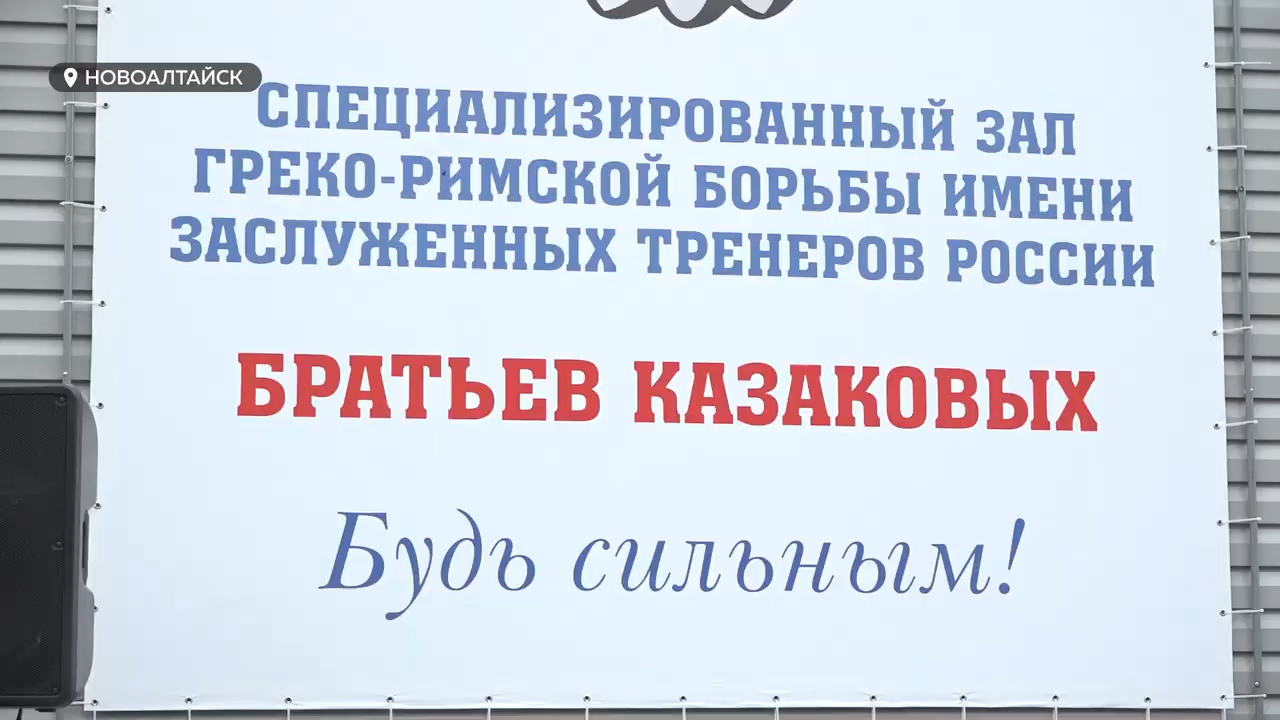 НОВОАЛТАЙСК
СПЕЦИАЛИЗИРОВАННЫЙ ЗАЛ
ГРЕКО-РИМСКОЙ БОРЬБЫ ИМЕНИ
ЗАСЛУЖЕННЫХ ТРЕНЕРОВ РОССИИ
БРАТЬЕВ КАЗАКОВЫХ
Будь сильным!